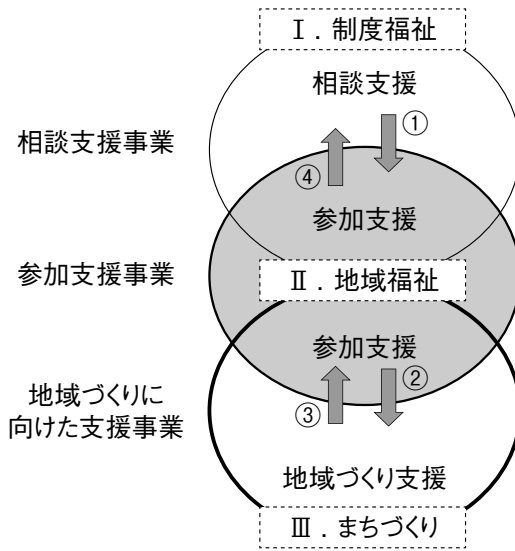 Ⅰ．制度福祉
相談支援
①
相談支援事業
④
参加支援
参加支援事業
Ⅱ．地域福祉
参加支援
②
地域づくりに
向けた支援事業
③
地域づくり支援
Ⅲ．まちづくり